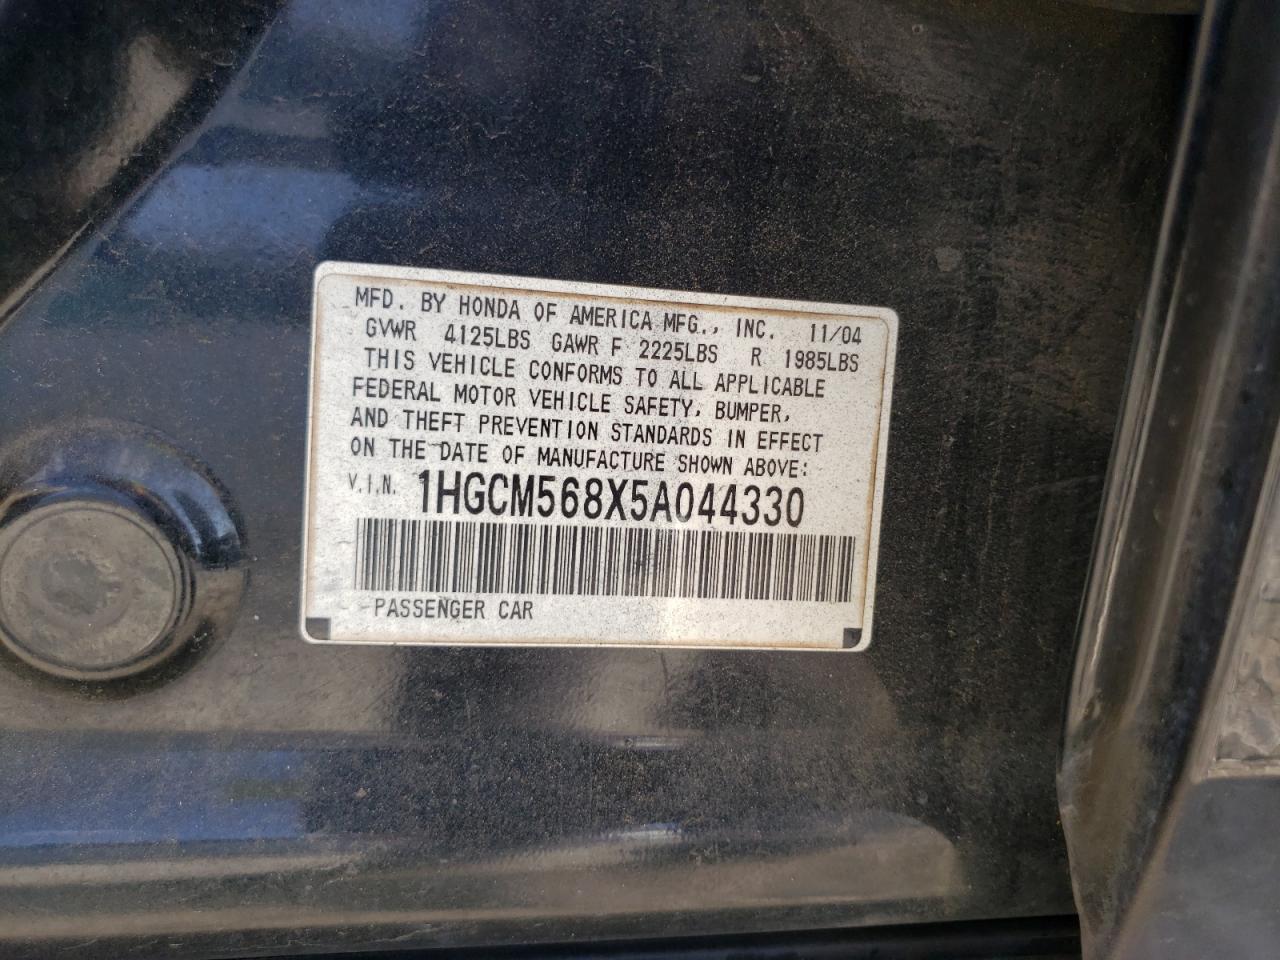 MFD. BY HONDA OF AMERICA MFG., INC. 11/04
GVWR 4125LBS GAWR F 2225LBS R 1985LBS
THIS VEHICLE CONFORMS TO ALL APPLICABLE
FEDERAL MOTOR VEHICLE SAFETY, BUMPER,
AND THEFT PREVENTION STANDARDS IN EFFECT
ON THE DATE OF MANUFACTURE SHOWN ABOVE:
V.I.N. 1HGCM568X5A044330
PASSENGER CAR